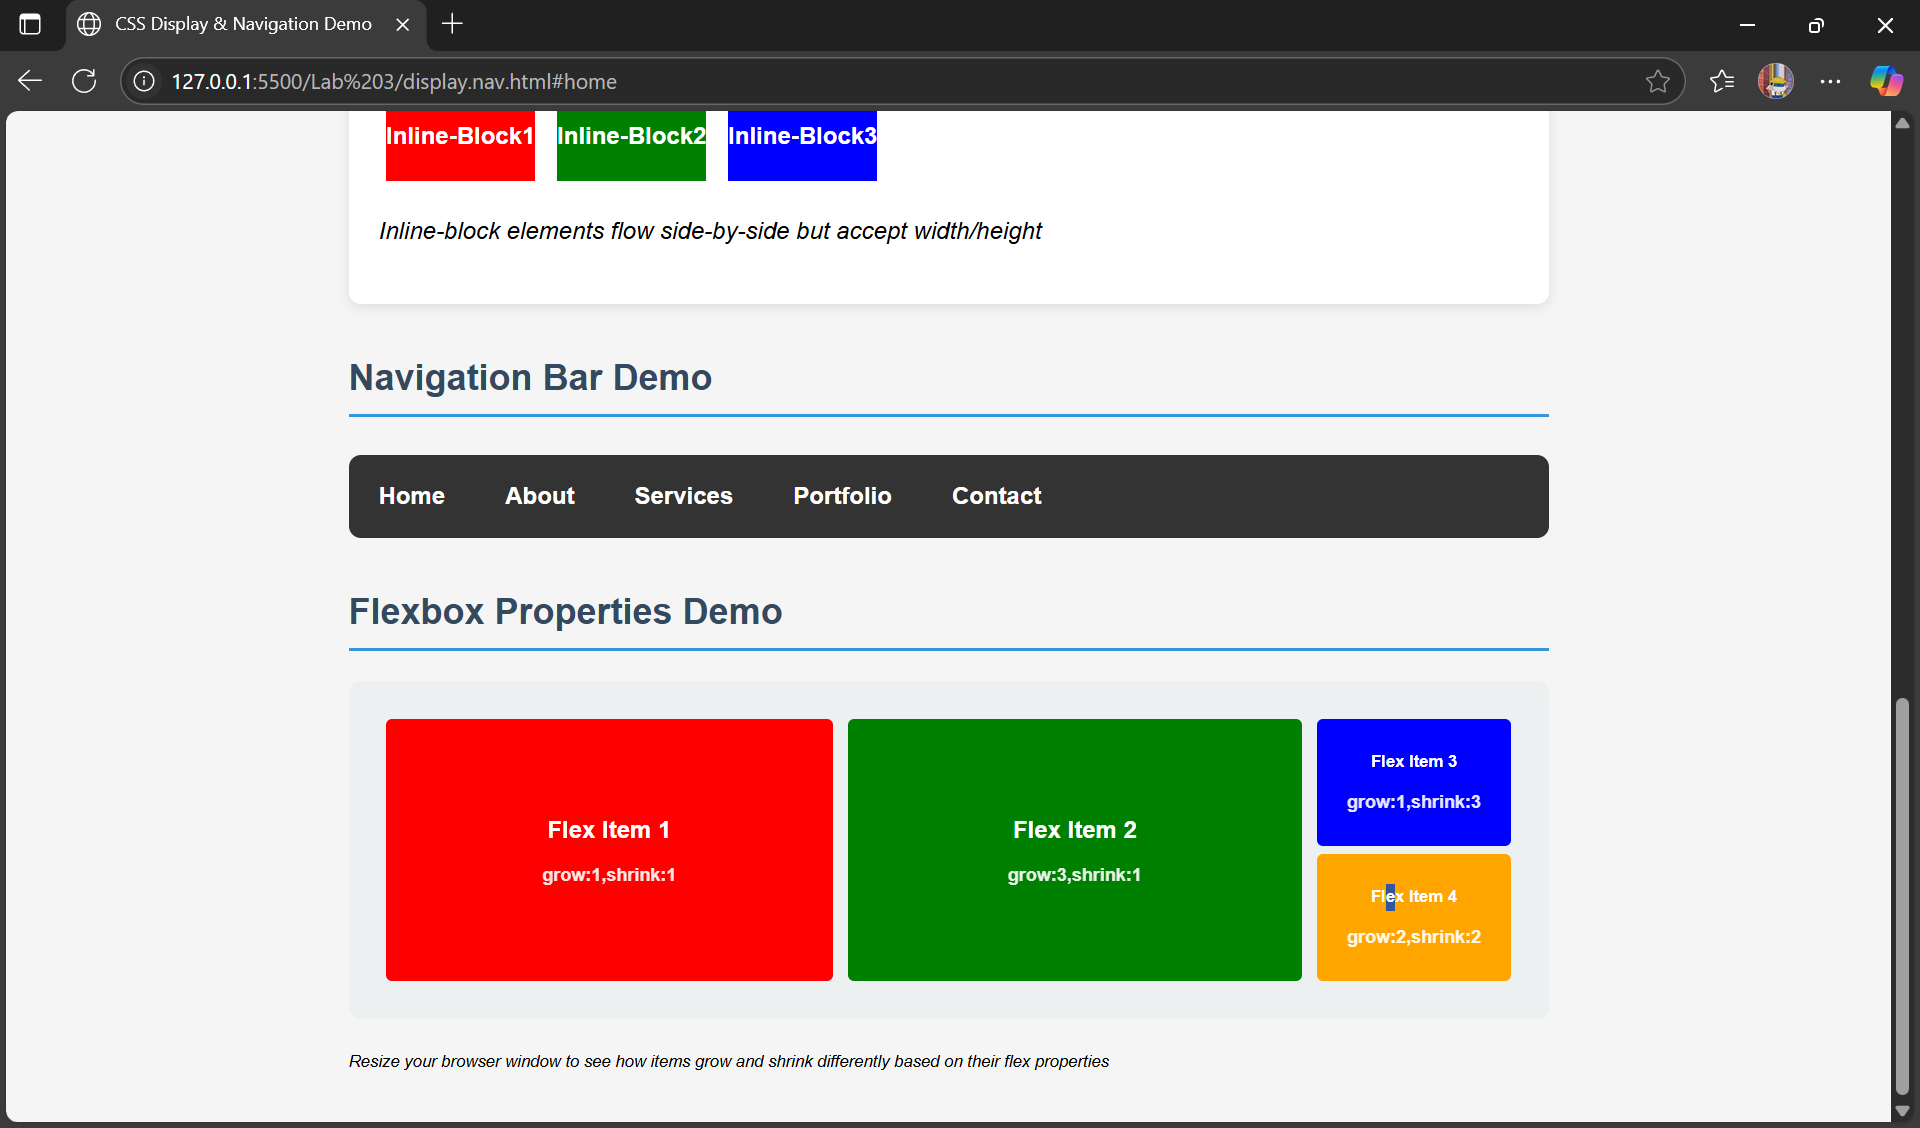 CSS Display & Navigation Demo
127.0.0.1:5500/Lab%203/display.nav.html#home
Inline-Block1 Inline-Block2 Inline-Block3
Inline-block elements flow side-by-side but accept width/height
Navigation Bar Demo
Home About Services Portfolio Contact
Flexbox Properties Demo
Flex Item 1
grow:1,shrink:1
Flex Item 2
grow:3,shrink:1
Flex Item 3
grow:1,shrink:3
Flex Item 4
grow:2,shrink:2
Resize your browser window to see how items grow and shrink differently based on their flex properties